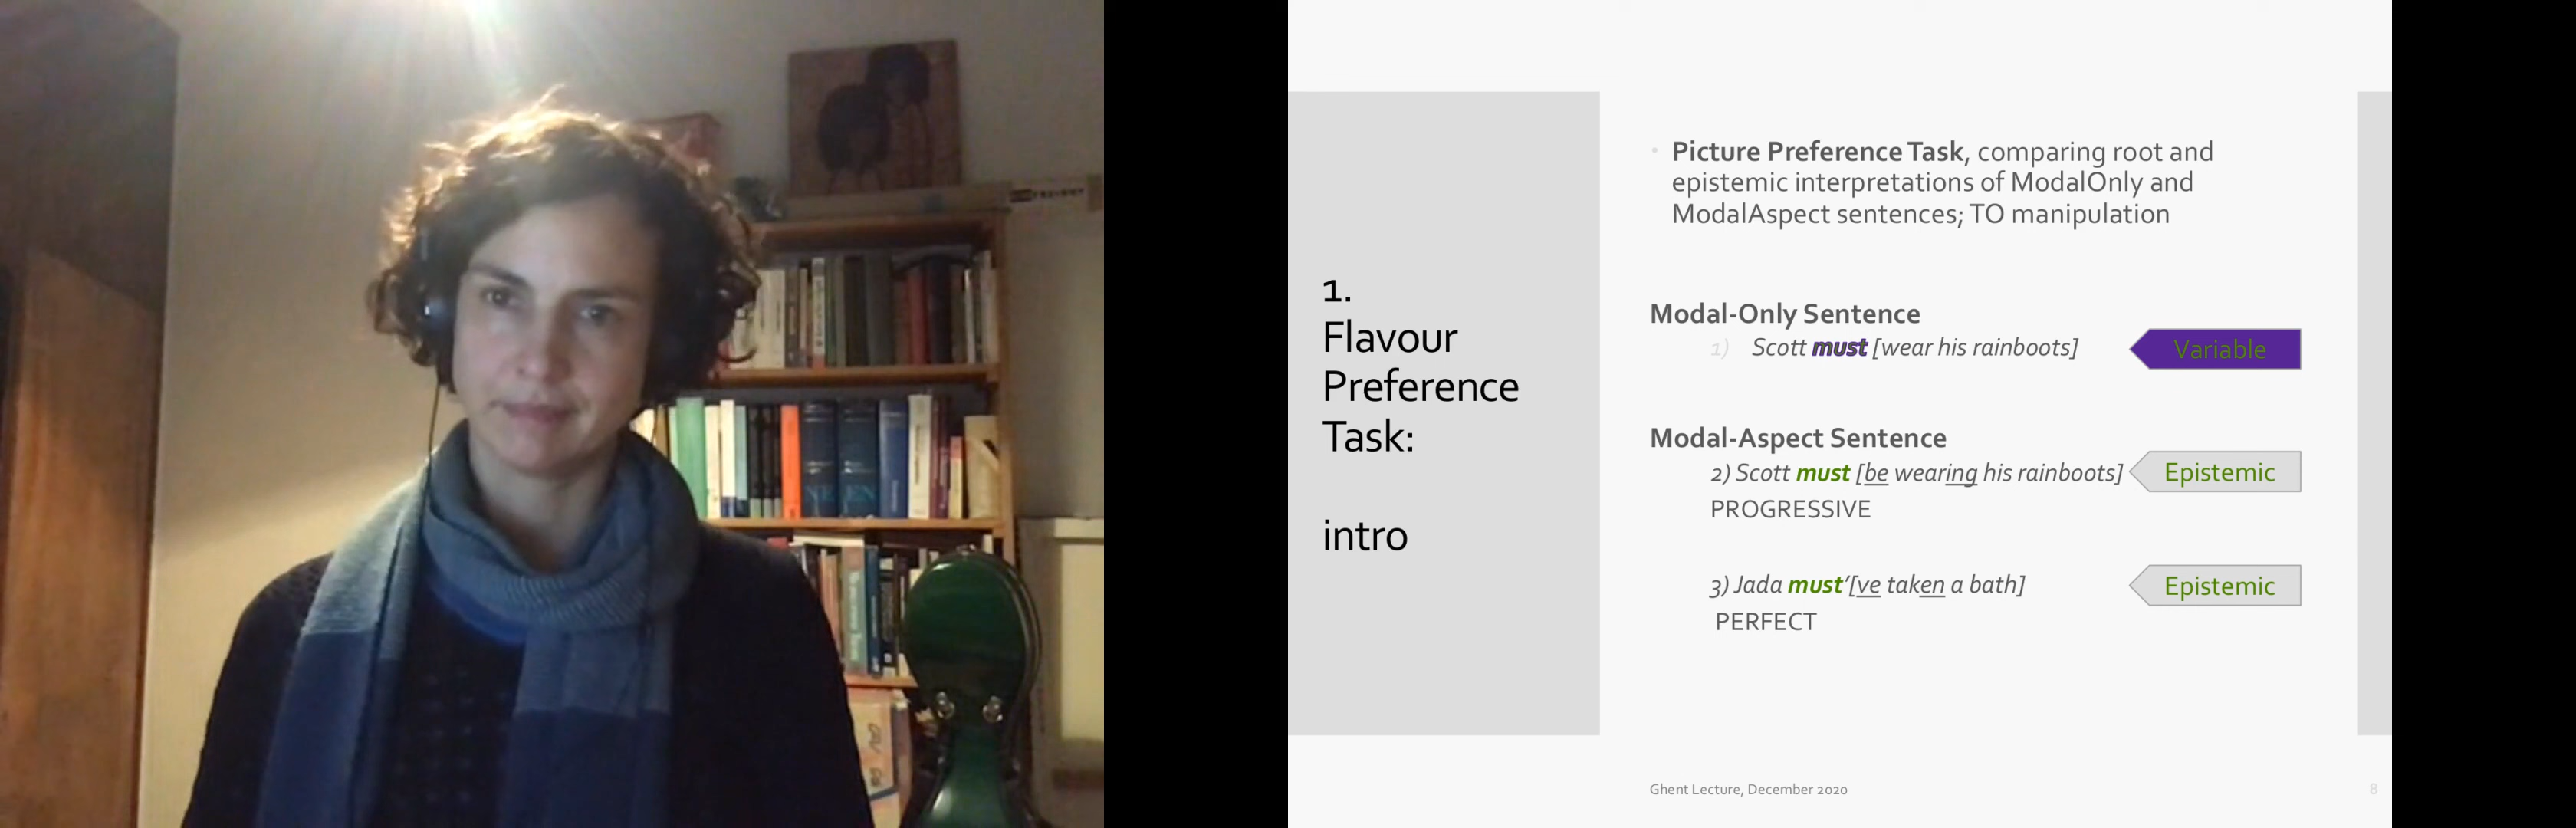 1.
Flavour
Preference
Task:
intro
• Picture Preference Task, comparing root and
epistemic interpretations of ModalOnly and
ModalAspect sentences; TO manipulation
Modal-Only Sentence
1) Scott must [wear his rainboots]
Variable
Modal-Aspect Sentence
2) Scott must [be wearing his rainboots]
Epistemic
PROGRESSIVE
3) Jada must’[ve taken a bath]
Epistemic
PERFECT
Ghent Lecture, December 2020
8